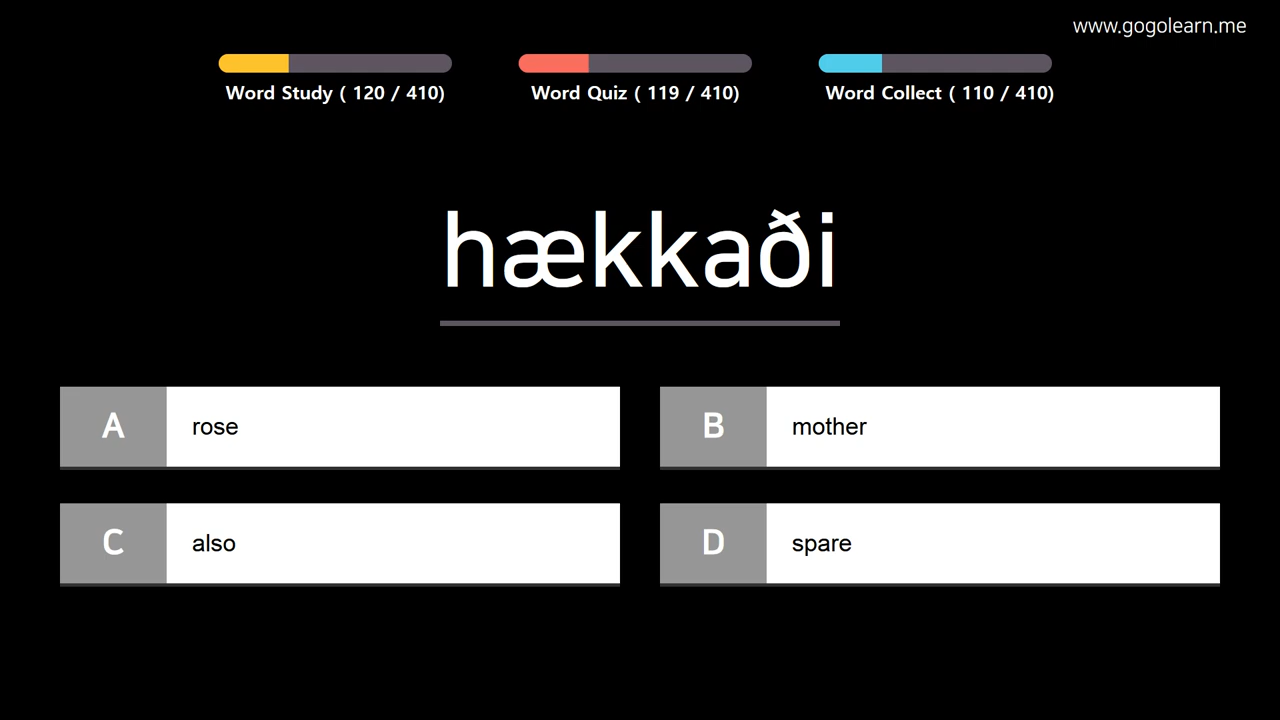 www.gogolearn.me
Word Study ( 120 / 410)
Word Quiz ( 119 / 410)
Word Collect ( 110 / 410)
hækkaði
A rose
B mother
C also
D spare